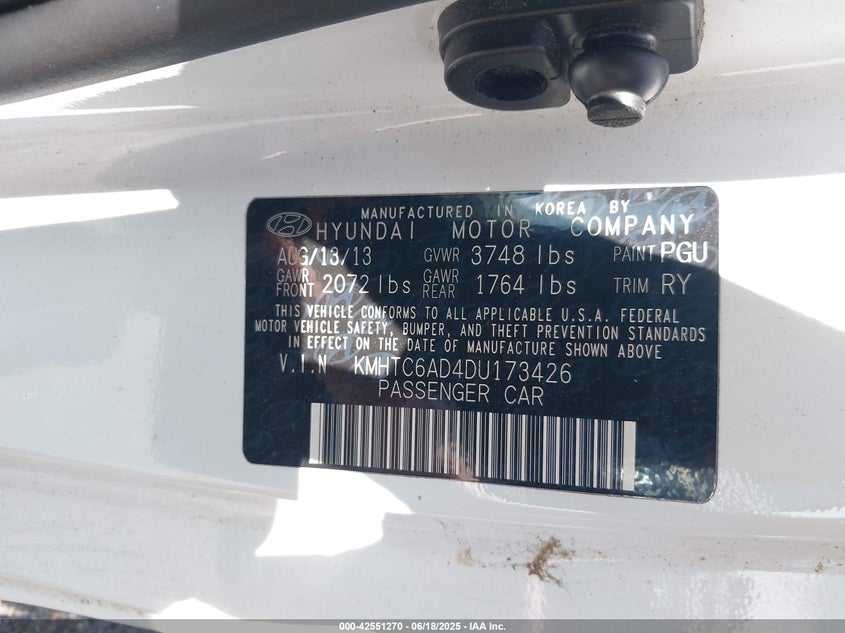 MANUFACTURED IN KOREA BY
HYUNDAI MOTOR COMPANY
AUG/13/13 GVWR 3748 lbs PAINT PGU
GAWR FRONT 2072 lbs GAWR REAR 1764 lbs TRIM RY
THIS VEHICLE CONFORMS TO ALL APPLICABLE U.S.A. FEDERAL
MOTOR VEHICLE SAFETY, BUMPER, AND THEFT PREVENTION STANDARDS
IN EFFECT ON THE DATE OF MANUFACTURE SHOWN ABOVE
V.I.N KMHTC6AD4DU173426
PASSENGER CAR
000-42551270 - 06/18/2025 - IAA Inc.